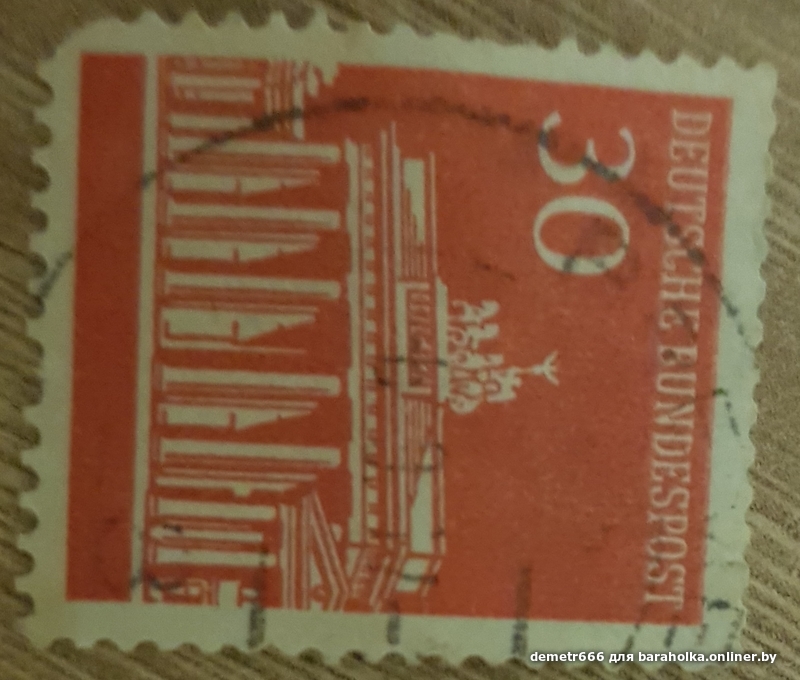 DEUTSCHE BUNDESPOST
30
demetr666 для baraholka.onliner.by